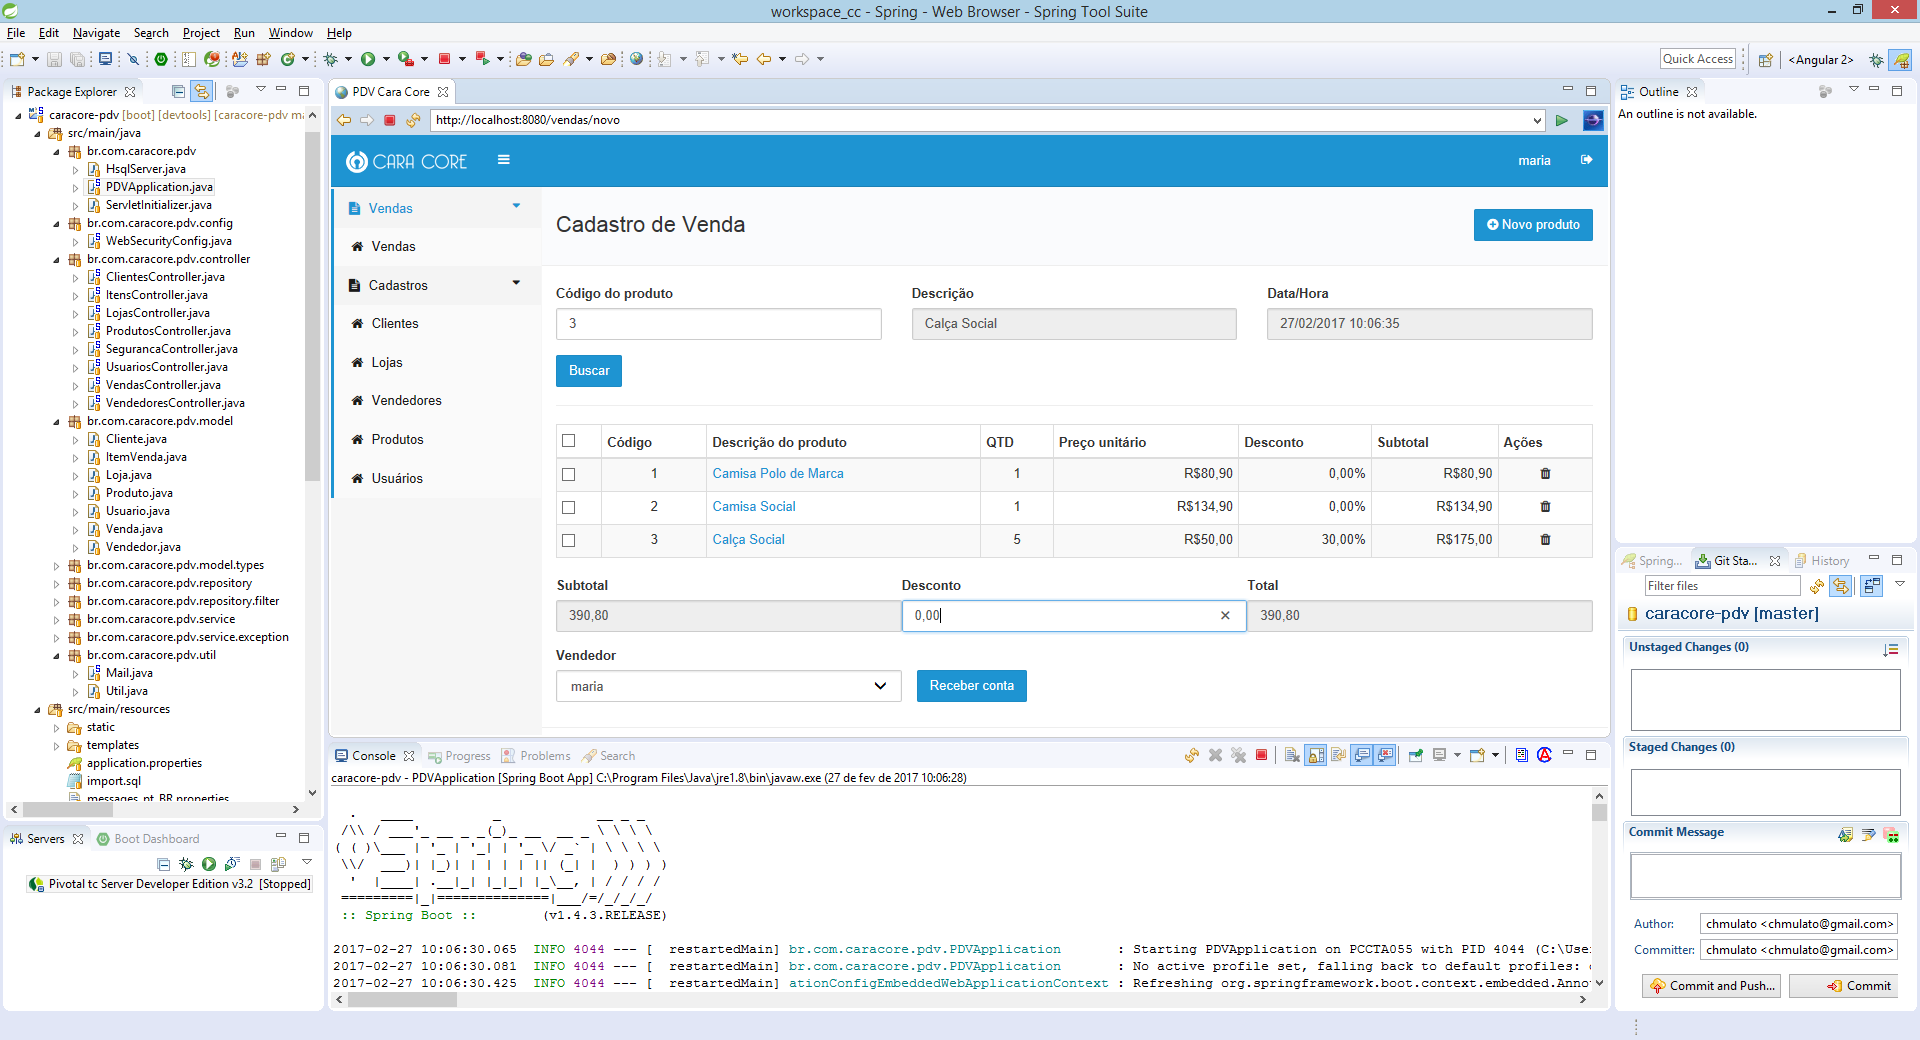 workspace_cc - Spring - Web Browser - Spring Tool Suite
File Edit Navigate Search Project Run Window Help
Quick Access <Angular 2>
Package Explorer
caracore-pdv [boot] [devtools] [caracore-pdv ma
src/main/java
br.com.caracore.pdv
HsqlServer.java
PDVApplication.java
ServletInitializer.java
br.com.caracore.pdv.config
WebSecurityConfig.java
br.com.caracore.pdv.controller
ClientesController.java
ItensController.java
LojasController.java
ProdutosController.java
SegurancaController.java
UsuariosController.java
VendasController.java
VendedoresController.java
br.com.caracore.pdv.model
Cliente.java
ItemVenda.java
Loja.java
Produto.java
Usuario.java
Venda.java
Vendedor.java
br.com.caracore.pdv.model.types
br.com.caracore.pdv.repository
br.com.caracore.pdv.repository.filter
br.com.caracore.pdv.service
br.com.caracore.pdv.service.exception
br.com.caracore.pdv.util
Mail.java
Util.java
src/main/resources
static
templates
application.properties
import.sql
messages_pt_BR.properties
Servers Boot Dashboard
Pivotal tc Server Developer Edition v3.2 [Stopped]
PDV Cara Core
http://localhost:8080/vendas/novo
CARA CORE
maria
Vendas
Vendas
Cadastros
Clientes
Lojas
Vendedores
Produtos
Usuários
Cadastro de Venda
Novo produto
Código do produto Descrição Data/Hora
3 Calça Social 27/02/2017 10:06:35
Buscar
Código Descrição do produto QTD Preço unitário Desconto Subtotal Ações
1 Camisa Polo de Marca 1 R$80,90 0,00% R$80,90
2 Camisa Social 1 R$134,90 0,00% R$134,90
3 Calça Social 5 R$50,00 30,00% R$175,00
Subtotal Desconto Total
390,80 0,00 390,80
Vendedor
maria Receber conta
Console Progress Problems Search
caracore-pdv - PDVApplication [Spring Boot App] C:\Program Files\Java\jre1.8\bin\javaw.exe (27 de fev de 2017 10:06:28)
:: Spring Boot :: (v1.4.3.RELEASE)
2017-02-27 10:06:30.065 INFO 4044 --- [ restartedMain] br.com.caracore.pdv.PDVApplication : Starting PDVApplication on PCCTA055 with PID 4044 (C:\Use
2017-02-27 10:06:30.081 INFO 4044 --- [ restartedMain] br.com.caracore.pdv.PDVApplication : No active profile set, falling back to default profiles:
2017-02-27 10:06:30.425 INFO 4044 --- [ restartedMain] ationConfigEmbeddedWebApplicationContext : Refreshing org.springframework.boot.context.embedded.Anno
Outline
An outline is not available.
Spring... Git Sta... History
Filter files
caracore-pdv [master]
Unstaged Changes (0)
Staged Changes (0)
Commit Message
Author: chmulato <chmulato@gmail.com>
Committer: chmulato <chmulato@gmail.com>
Commit and Push... Commit